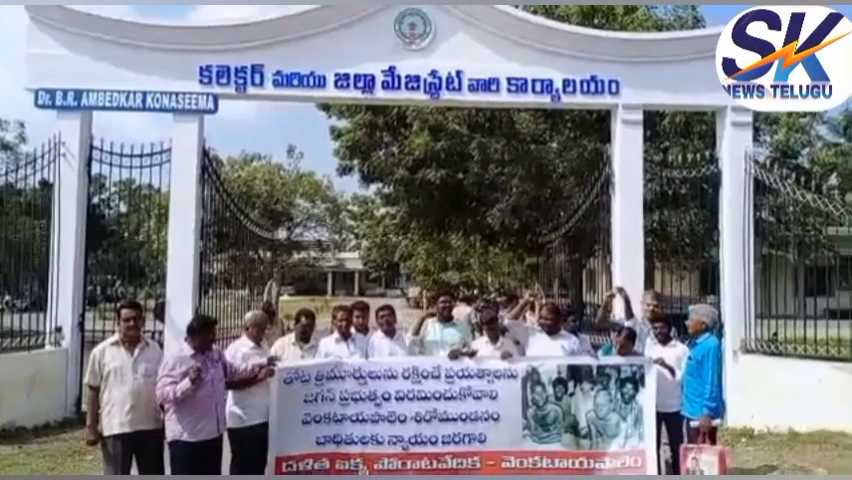 SK
NEWS TELUGU
కలెక్టర్ మరియు జిల్లా మేజిస్ట్రేట్ వారి కార్యాలయం
Dr. B.R. AMBEDKAR KONASEEMA
తోట త్రిమూర్తులును రక్షించే ప్రయత్నాలను
జగన్ ప్రభుత్వం విరమించుకోవాలి
వెంకటాయపాలెం శిరోముండనం
బాధితులకు న్యాయం జరగాలి
దళిత ఐక్య పోరాటవేదిక - వెంకటాయపాలెం